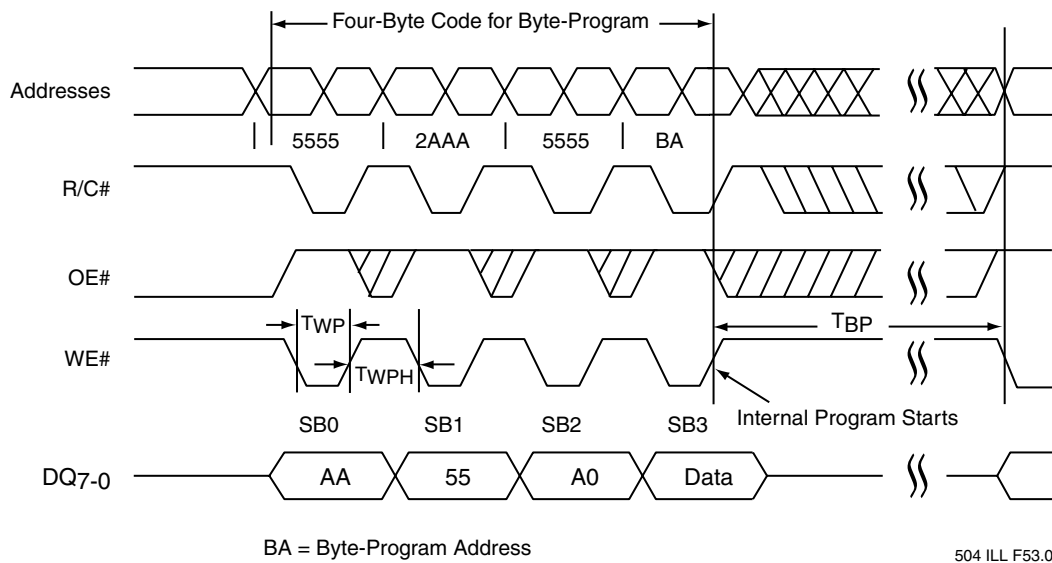 Four-Byte Code for Byte-Program
Addresses
5555 2AAA 5555 BA
R/C#
OE#
TWP
TBP
WE#
TWPH
Internal Program Starts
SB0 SB1 SB2 SB3
DQ7-0
AA 55 A0 Data
BA = Byte-Program Address
504 ILL F53.0